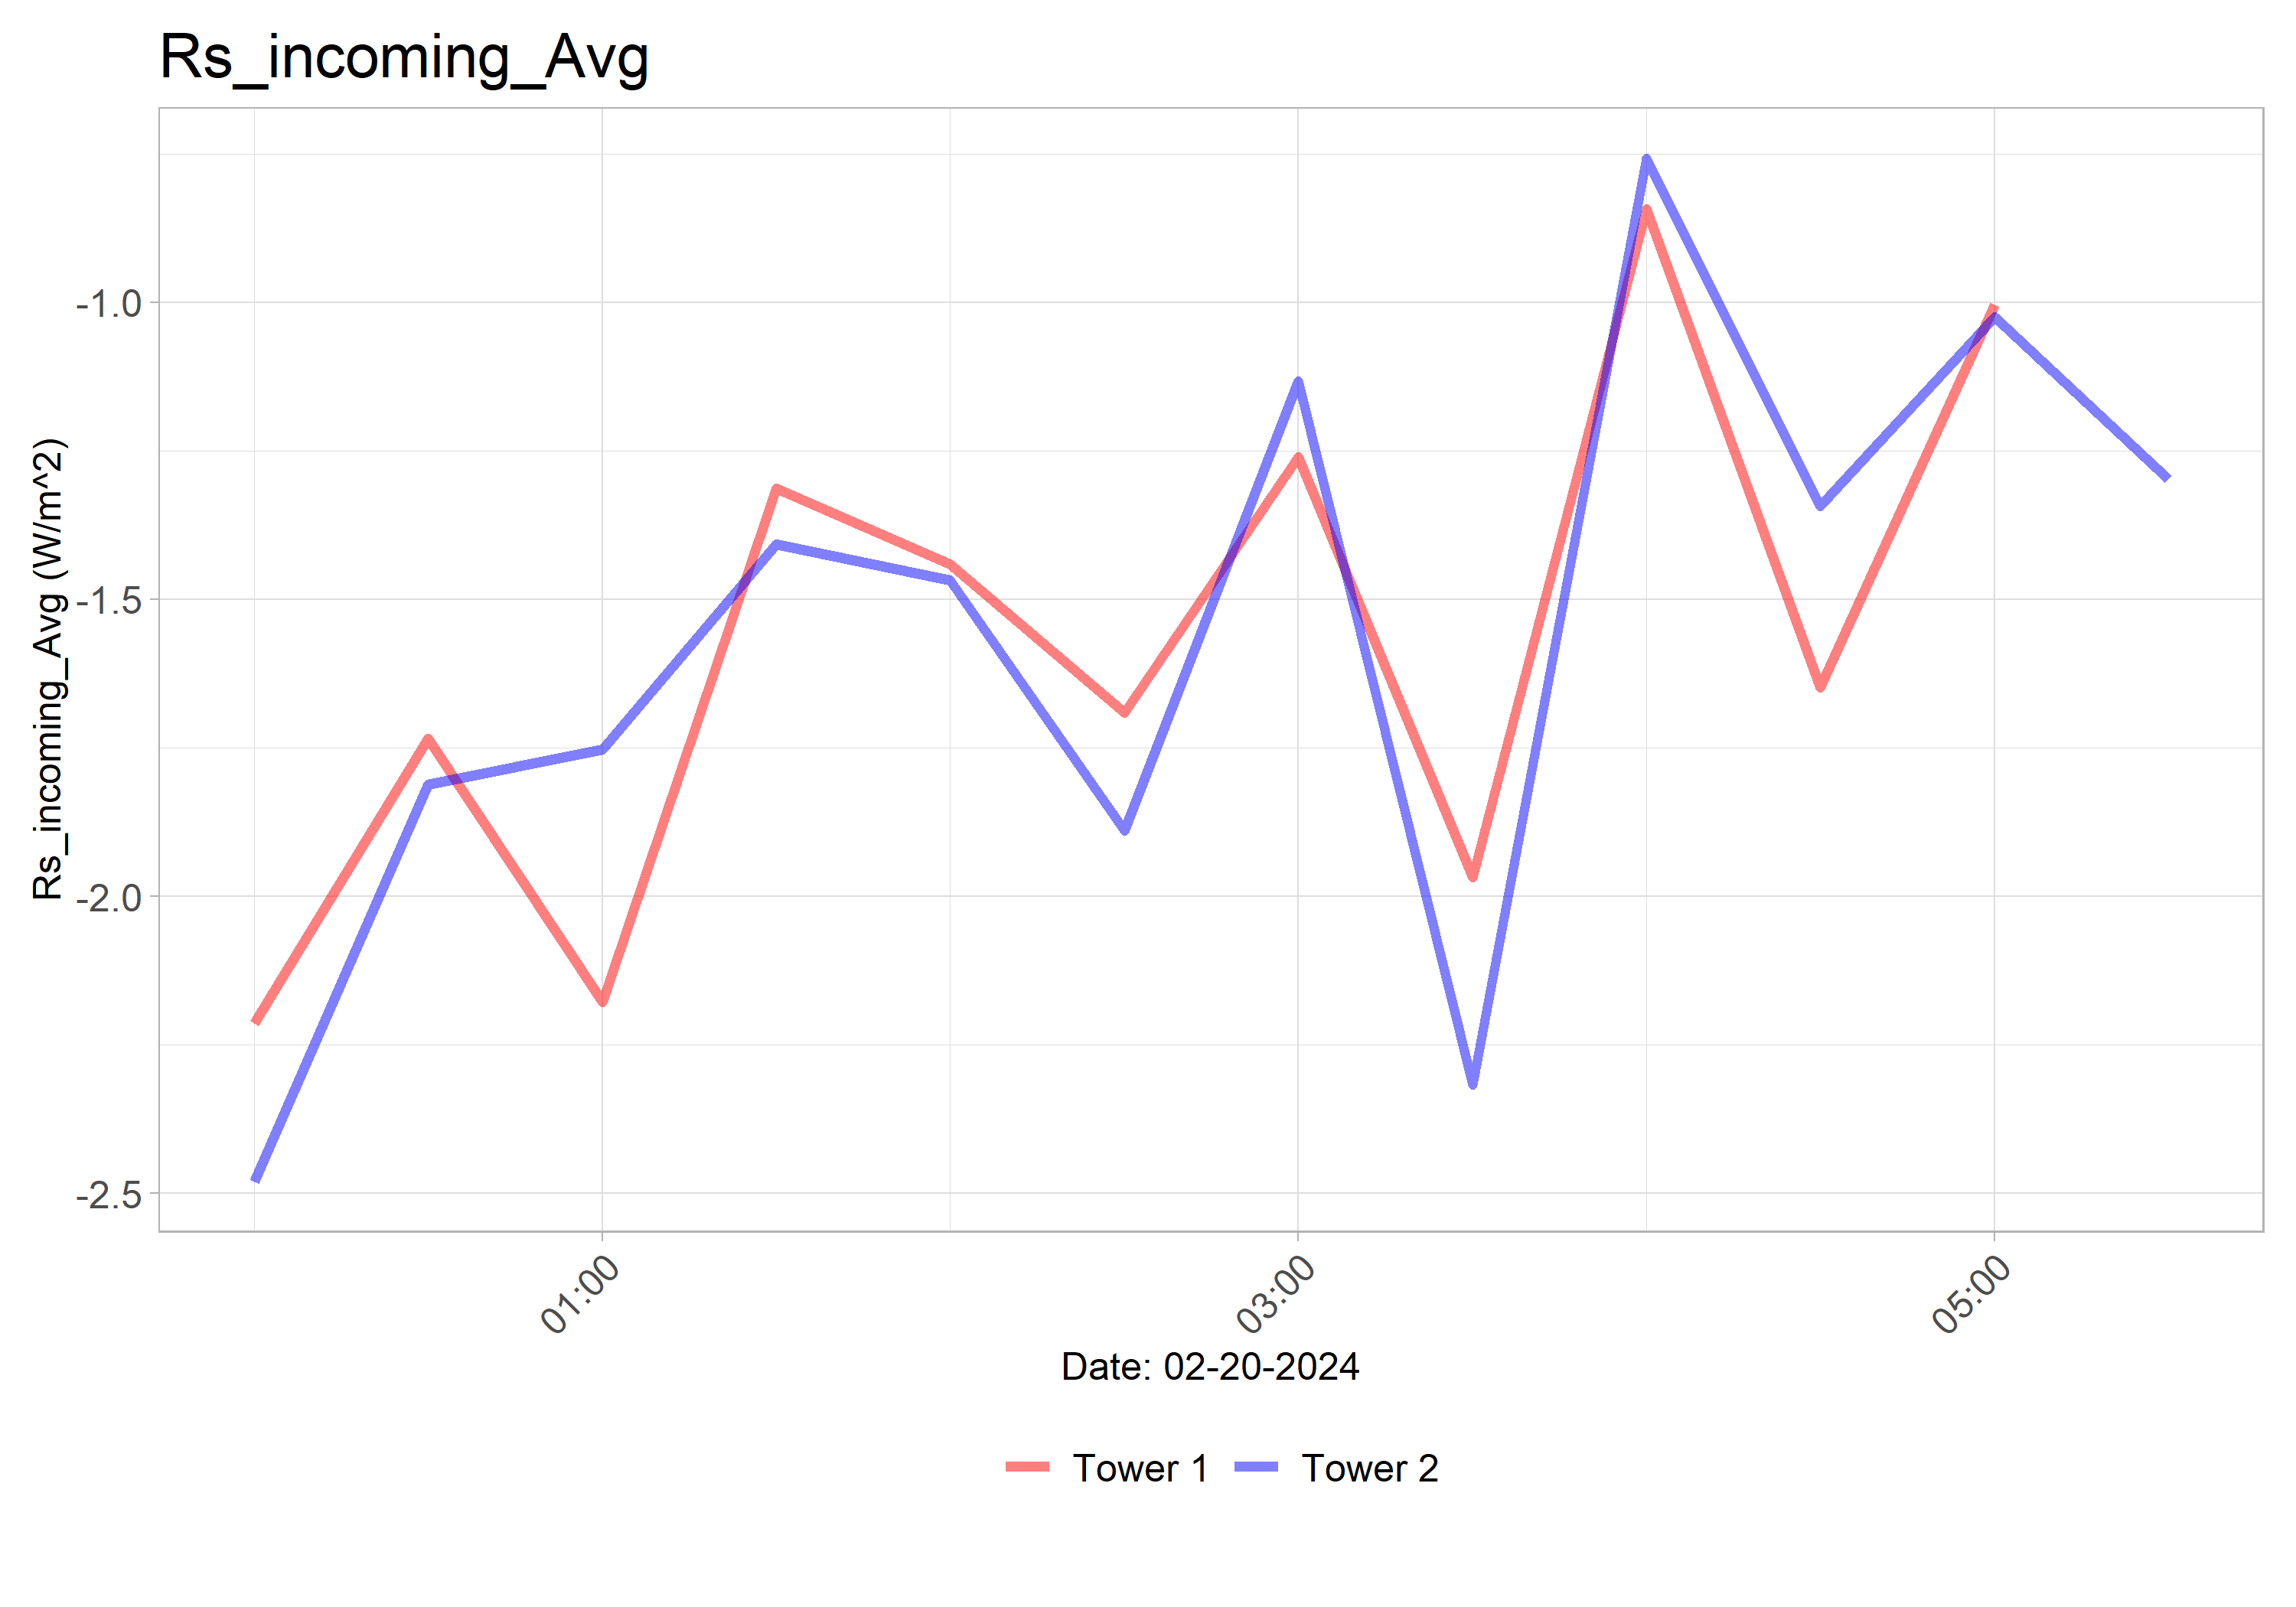 Rs_incoming_Avg
Rs_incoming_Avg (W/m^2)
-1.0
-1.5
-2.0
-2.5
01:00
03:00
05:00
Date: 02-20-2024
Tower 1
Tower 2